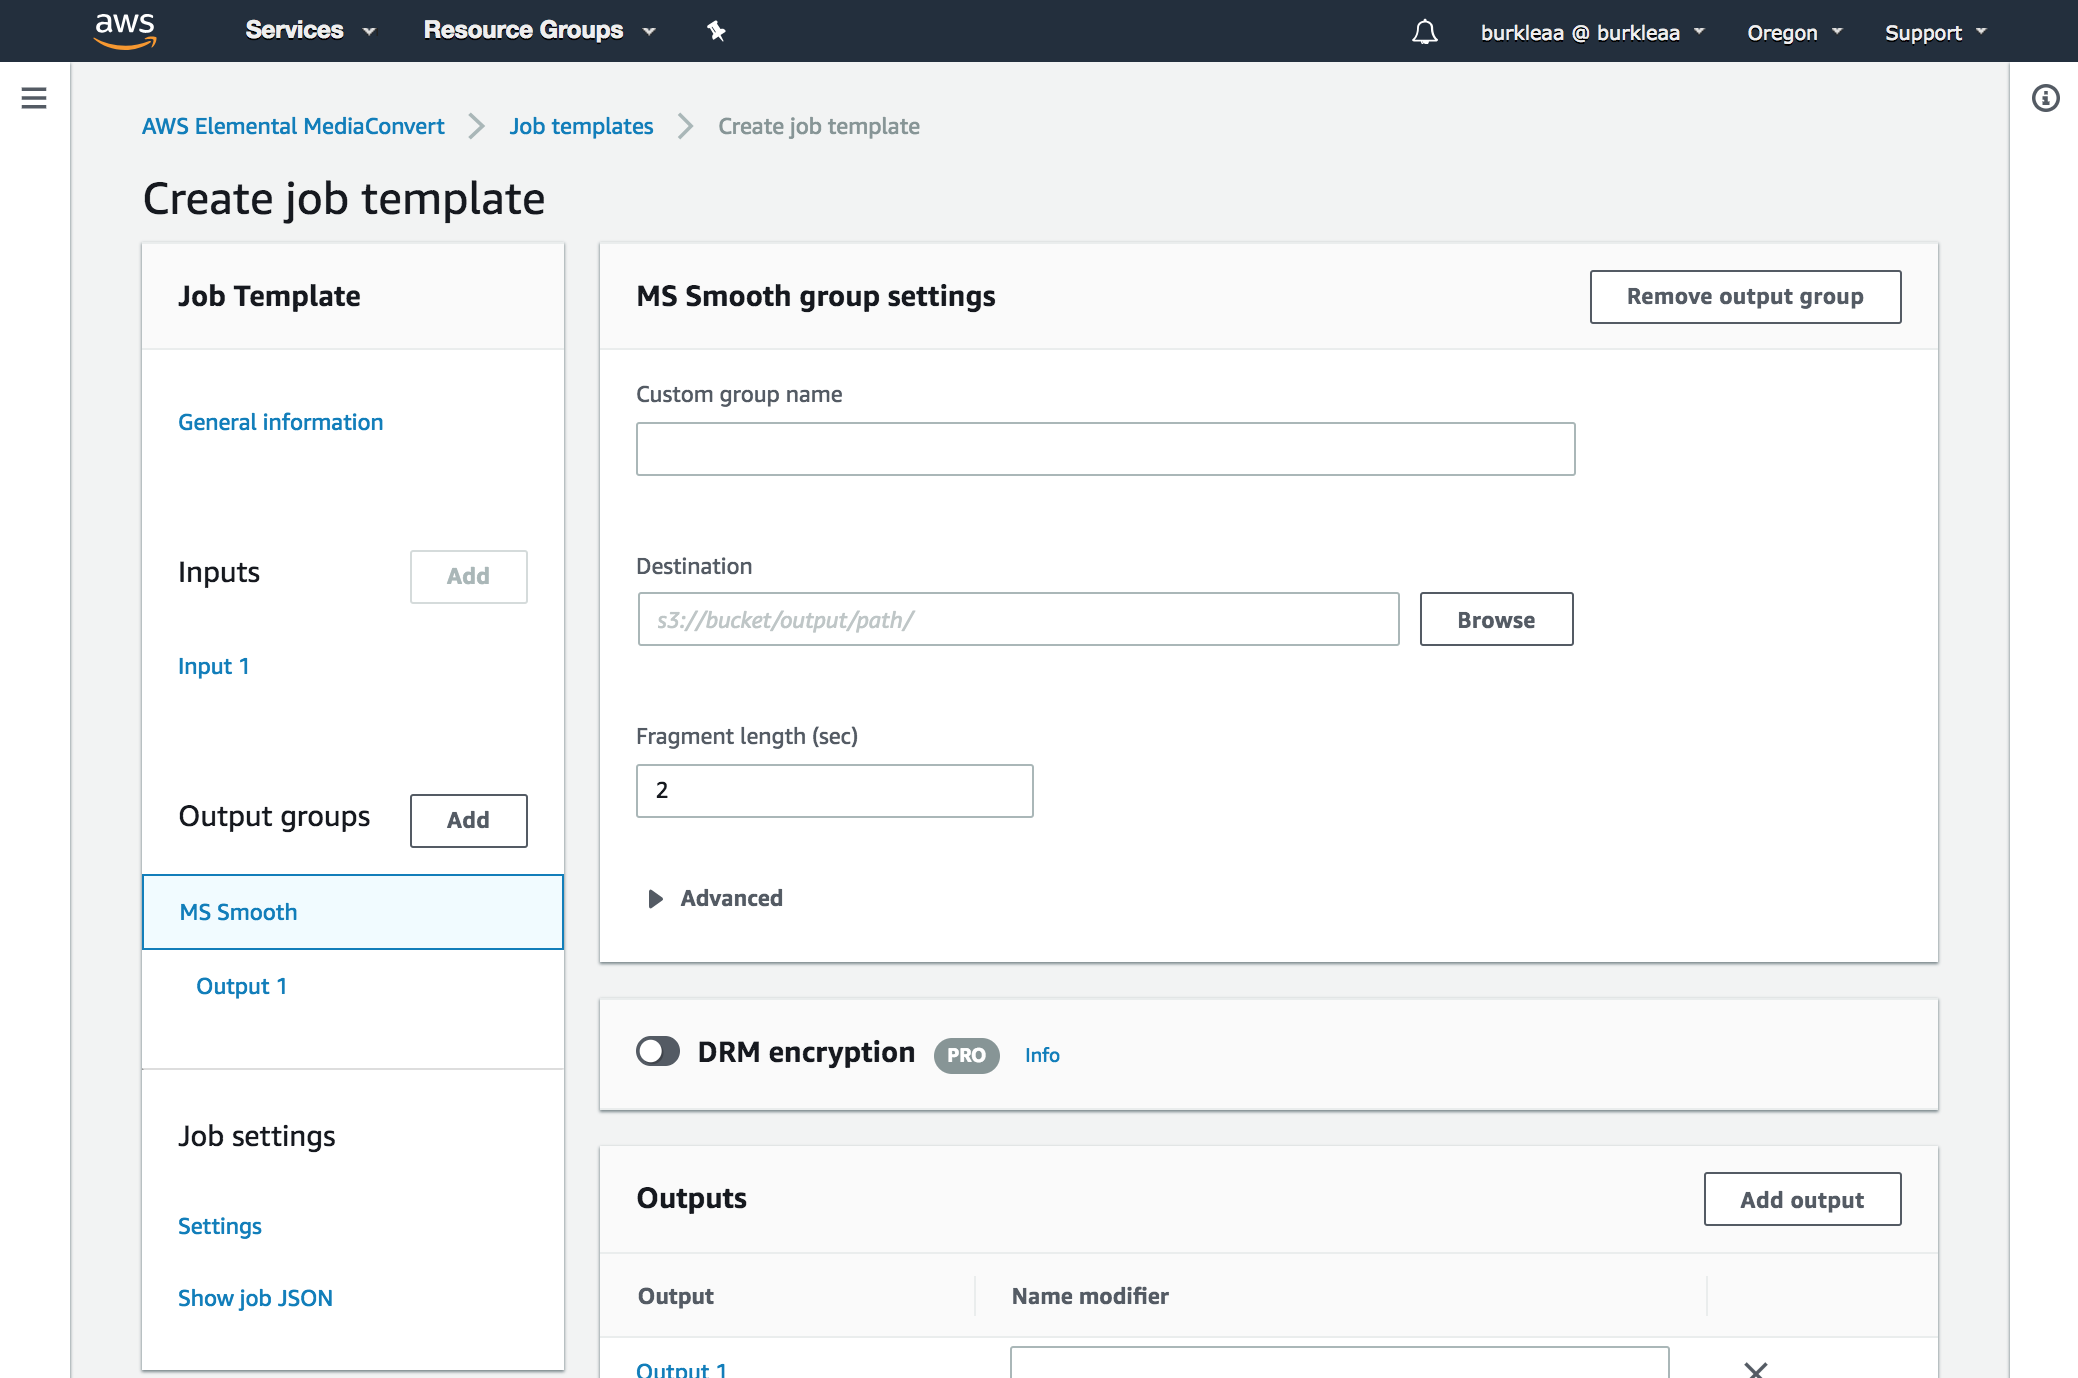 aws
Services
Resource Groups
burkleaa @ burkleaa
Oregon
Support
AWS Elemental MediaConvert
Job templates
Create job template
Create job template
Job Template
General information
Inputs
Add
Input 1
Output groups
Add
MS Smooth
Output 1
Job settings
Settings
Show job JSON
MS Smooth group settings
Remove output group
Custom group name
Destination
s3://bucket/output/path/
Browse
Fragment length (sec)
2
Advanced
DRM encryption
PRO
Info
Outputs
Add output
Output
Name modifier
Output 1